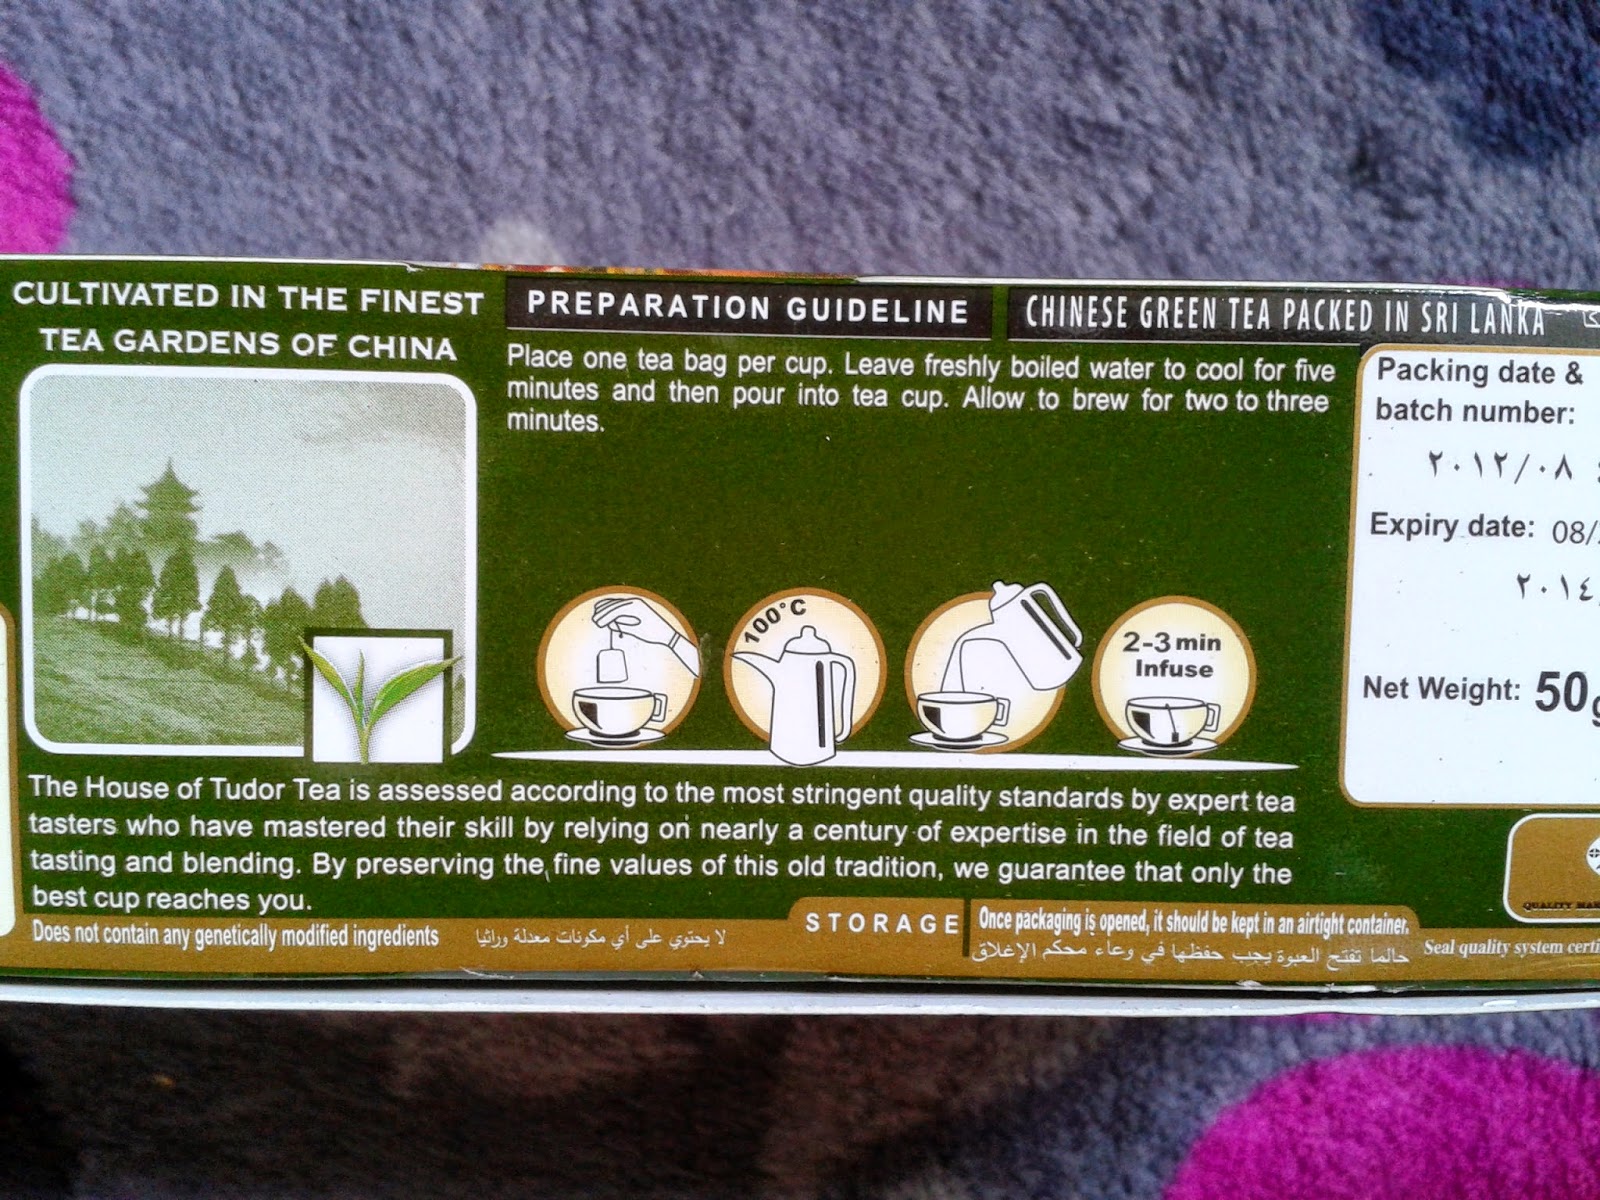 CULTIVATED IN THE FINEST
TEA GARDENS OF CHINA
PREPARATION GUIDELINE
Place one tea bag per cup. Leave freshly boiled water to cool for five
minutes and then pour into tea cup. Allow to brew for two to three
minutes.
100°C
2-3 min
Infuse
CHINESE GREEN TEA PACKED IN SRI LANKA
Packing date &
batch number:
٢٠١٢/٠٨
Expiry date: 08/
٢٠١٤
Net Weight: 50g
The House of Tudor Tea is assessed according to the most stringent quality standards by expert tea
tasters who have mastered their skill by relying on nearly a century of expertise in the field of tea
tasting and blending. By preserving the fine values of this old tradition, we guarantee that only the
best cup reaches you.
Does not contain any genetically modified ingredients
لا يحتوي على أي مكونات معدلة وراثيا
STORAGE
Once packaging is opened, it should be kept in an airtight container.
حالما تفتح العبوة يجب حفظها في وعاء محكم الإغلاق
QUALITY
Seal quality system